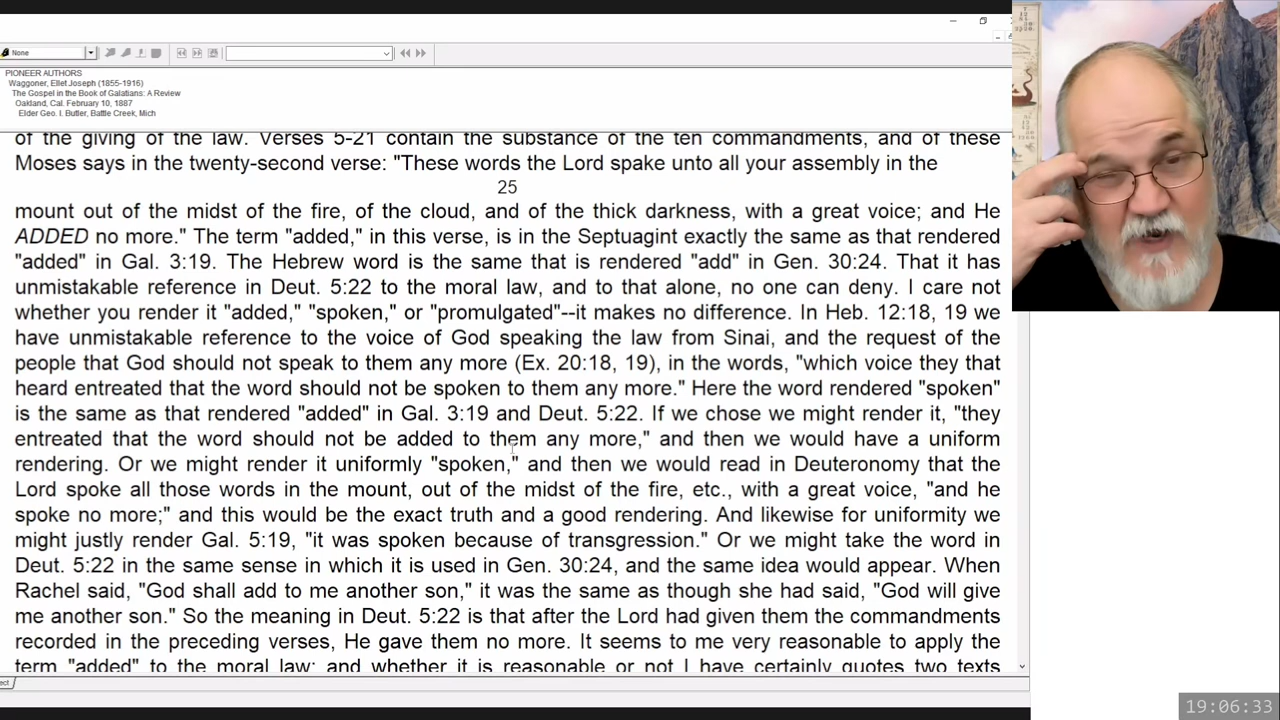 None
PIONEER AUTHORS
Waggoner, Ellet Joseph (1855-1916)
The Gospel in the Book of Galatians: A Review
Oakland, Cal. February 10, 1887
Elder Geo. I. Butler, Battle Creek, Mich
of the giving of the law. Verses 5-21 contain the substance of the ten commandments, and of these
Moses says in the twenty-second verse: "These words the Lord spake unto all your assembly in the
25
mount out of the midst of the fire, of the cloud, and of the thick darkness, with a great voice; and He
ADDED no more." The term "added," in this verse, is in the Septuagint exactly the same as that rendered
"added" in Gal. 3:19. The Hebrew word is the same that is rendered "add" in Gen. 30:24. That it has
unmistakable reference in Deut. 5:22 to the moral law, and to that alone, no one can deny. I care not
whether you render it "added," "spoken," or "promulgated"--it makes no difference. In Heb. 12:18, 19 we
have unmistakable reference to the voice of God speaking the law from Sinai, and the request of the
people that God should not speak to them any more (Ex. 20:18, 19), in the words, "which voice they that
heard entreated that the word should not be spoken to them any more." Here the word rendered "spoken"
is the same as that rendered "added" in Gal. 3:19 and Deut. 5:22. If we chose we might render it, "they
entreated that the word should not be added to them any more," and then we would have a uniform
rendering. Or we might render it uniformly "spoken," and then we would read in Deuteronomy that the
Lord spoke all those words in the mount, out of the midst of the fire, etc., with a great voice, "and he
spoke no more;" and this would be the exact truth and a good rendering. And likewise for uniformity we
might justly render Gal. 5:19, "it was spoken because of transgression." Or we might take the word in
Deut. 5:22 in the same sense in which it is used in Gen. 30:24, and the same idea would appear. When
Rachel said, "God shall add to me another son," it was the same as though she had said, "God will give
me another son." So the meaning in Deut. 5:22 is that after the Lord had given them the commandments
recorded in the preceding verses, He gave them no more. It seems to me very reasonable to apply the
term "added" to the moral law; and whether it is reasonable or not I have certainly quotes two texts
19:06:33